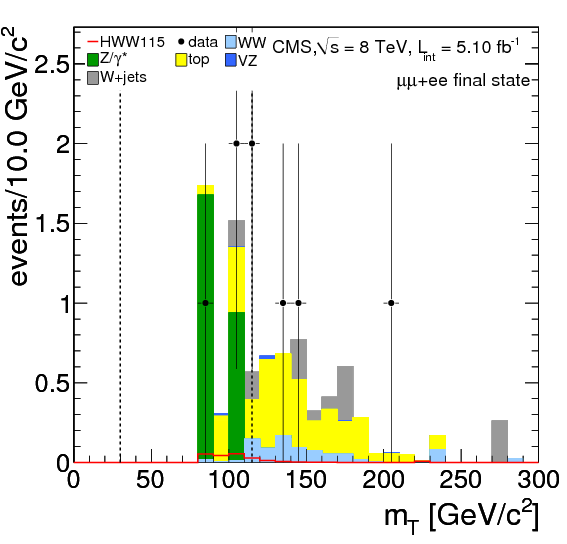 HWW115 data WW CMS, √s = 8 TeV, L_int = 5.10 fb⁻¹
Z/γ* top VZ
W+jets μμ+ee final state
events/10.0 GeV/c²
2.5
2
1.5
1
0.5
0
0 50 100 150 200 250 300
m_T [GeV/c²]